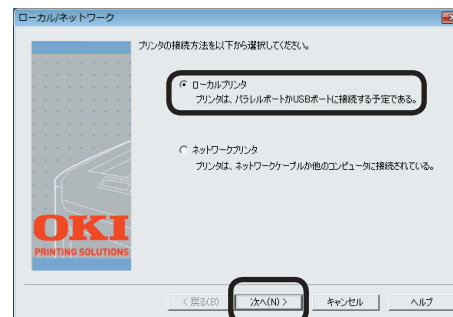 ローカル/ネットワーク
プリンタの接続方法を以下から選択してください。
ローカルプリンタ
プリンタは、パラレルポートかUSBポートに接続する予定である。
ネットワークプリンタ
プリンタは、ネットワークケーブルか他のコンピュータに接続されている。
OKI
PRINTING SOLUTIONS
< 戻る(B) 次へ(N) > キャンセル ヘルプ